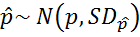 p̂ ~ N(p, SD_p̂)